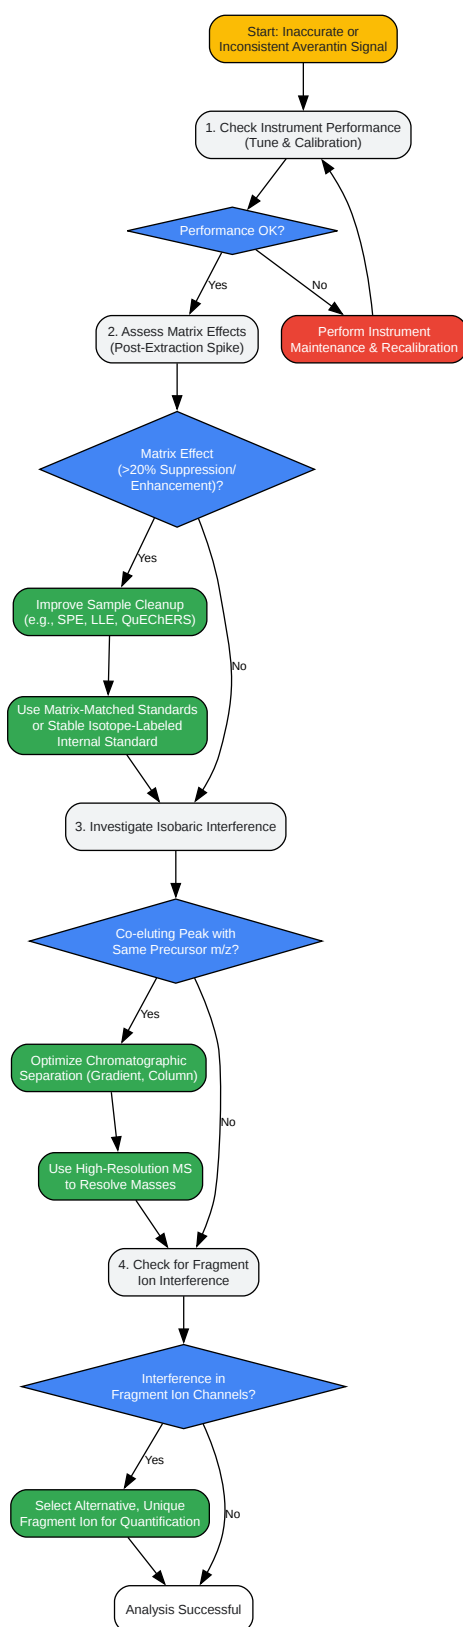 Start: Inaccurate or
Inconsistent Averantin Signal
1. Check Instrument Performance
(Tune & Calibration)
Performance OK?
Yes
No
2. Assess Matrix Effects
(Post-Extraction Spike)
Perform Instrument
Maintenance & Recalibration
Matrix Effect
(>20% Suppression/
Enhancement)?
Yes
Improve Sample Cleanup
(e.g., SPE, LLE, QuEChERS)
No
Use Matrix-Matched Standards
or Stable Isotope-Labeled
Internal Standard
3. Investigate Isobaric Interference
Co-eluting Peak with
Same Precursor m/z?
Yes
Optimize Chromatographic
Separation (Gradient, Column)
No
Use High-Resolution MS
to Resolve Masses
4. Check for Fragment
Ion Interference
Interference in
Fragment Ion Channels?
Yes
Select Alternative, Unique
Fragment Ion for Quantification
No
Analysis Successful